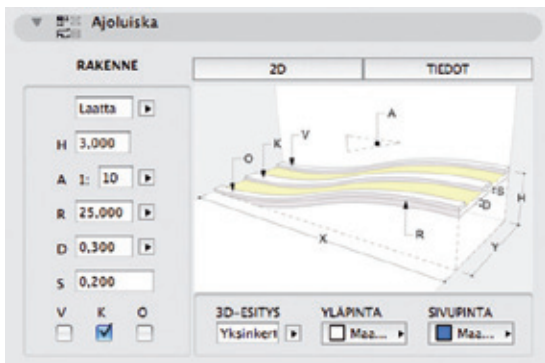 Ajoluiska
RAKENNE
2D
TIEDOT
Laatta
H 3,000
A 1: 10
R 25,000
D 0,300
S 0,200
V K O
A
V
K
O
S
D
H
R
X
Y
3D-ESITYS YLÄPINTA SIVUPINTA
Yksinkert Maa... Maa...